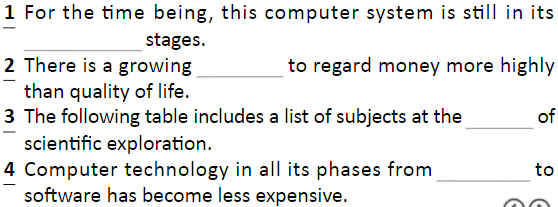 1 For the time being, this computer system is still in its
____________ stages.
2 There is a growing _________ to regard money more highly
than quality of life.
3 The following table includes a list of subjects at the _______ of
scientific exploration.
4 Computer technology in all its phases from __________ to
software has become less expensive.